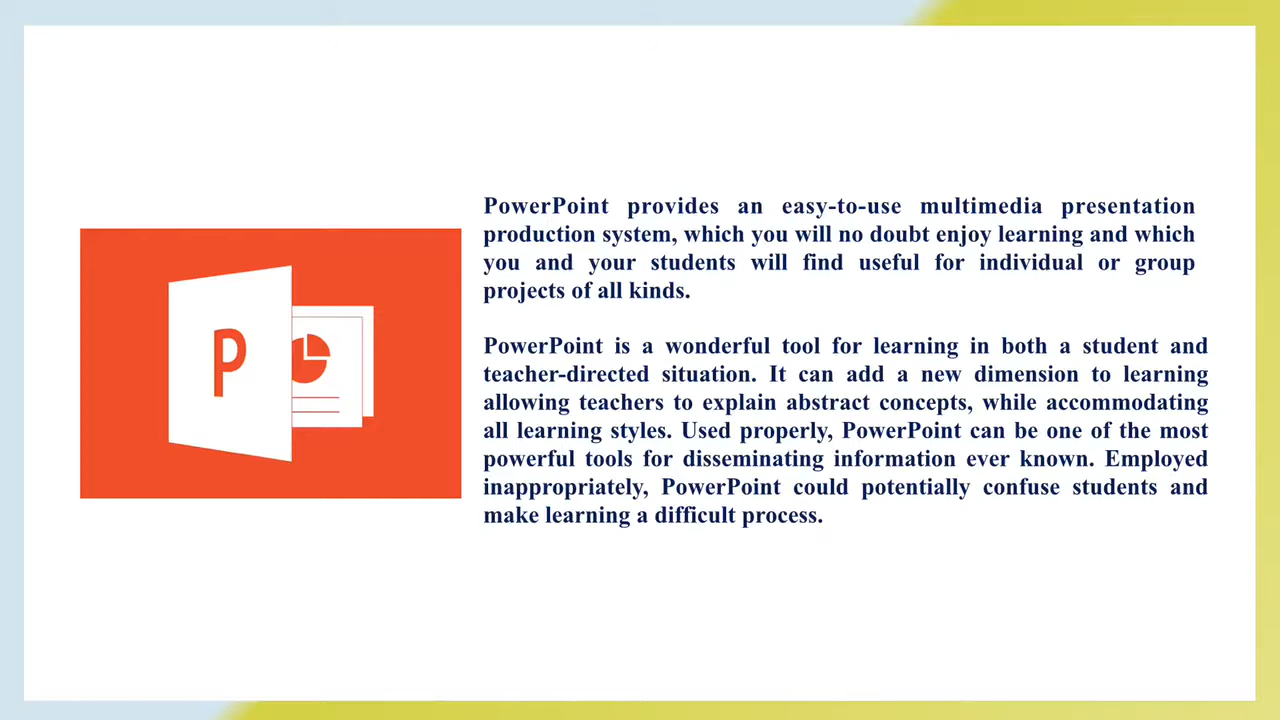 PowerPoint provides an easy-to-use multimedia presentation
production system, which you will no doubt enjoy learning and which
you and your students will find useful for individual or group
projects of all kinds.
PowerPoint is a wonderful tool for learning in both a student and
teacher-directed situation. It can add a new dimension to learning
allowing teachers to explain abstract concepts, while accommodating
all learning styles. Used properly, PowerPoint can be one of the most
powerful tools for disseminating information ever known. Employed
inappropriately, PowerPoint could potentially confuse students and
make learning a difficult process.
P